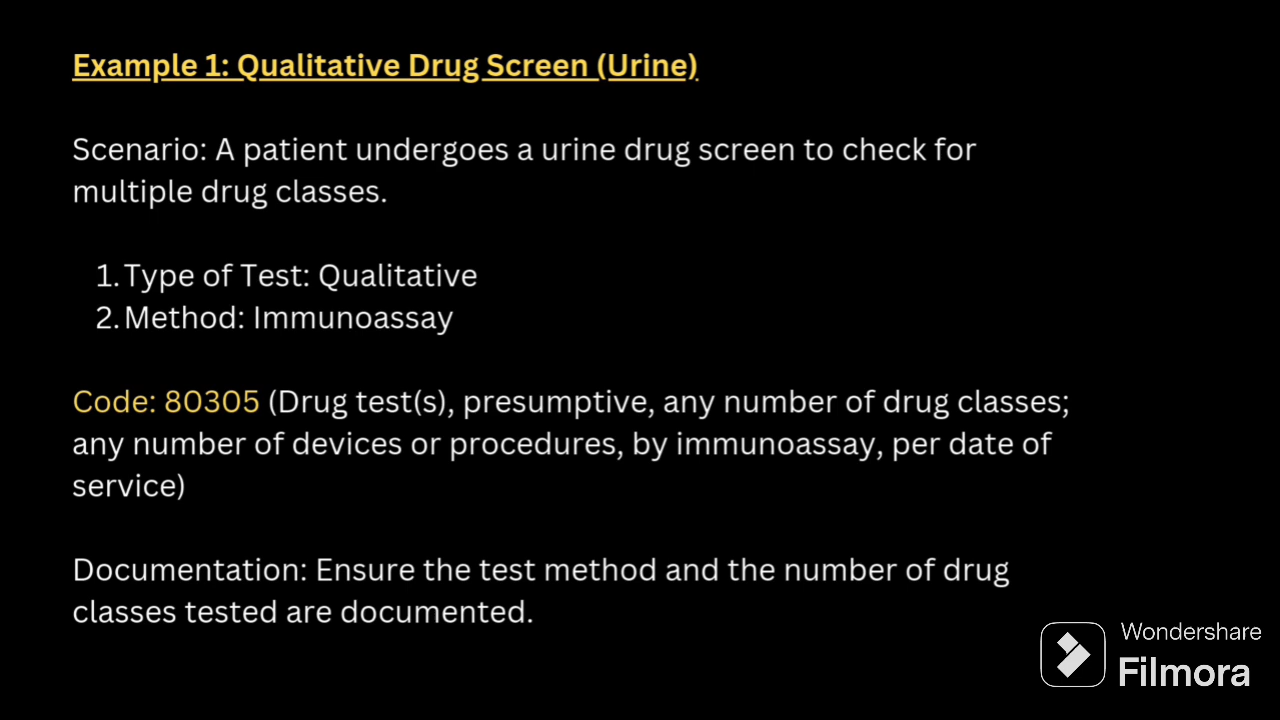 Example 1: Qualitative Drug Screen (Urine)
Scenario: A patient undergoes a urine drug screen to check for
multiple drug classes.
1. Type of Test: Qualitative
2. Method: Immunoassay
Code: 80305 (Drug test(s), presumptive, any number of drug classes;
any number of devices or procedures, by immunoassay, per date of
service)
Documentation: Ensure the test method and the number of drug
classes tested are documented.
Wondershare
Filmora